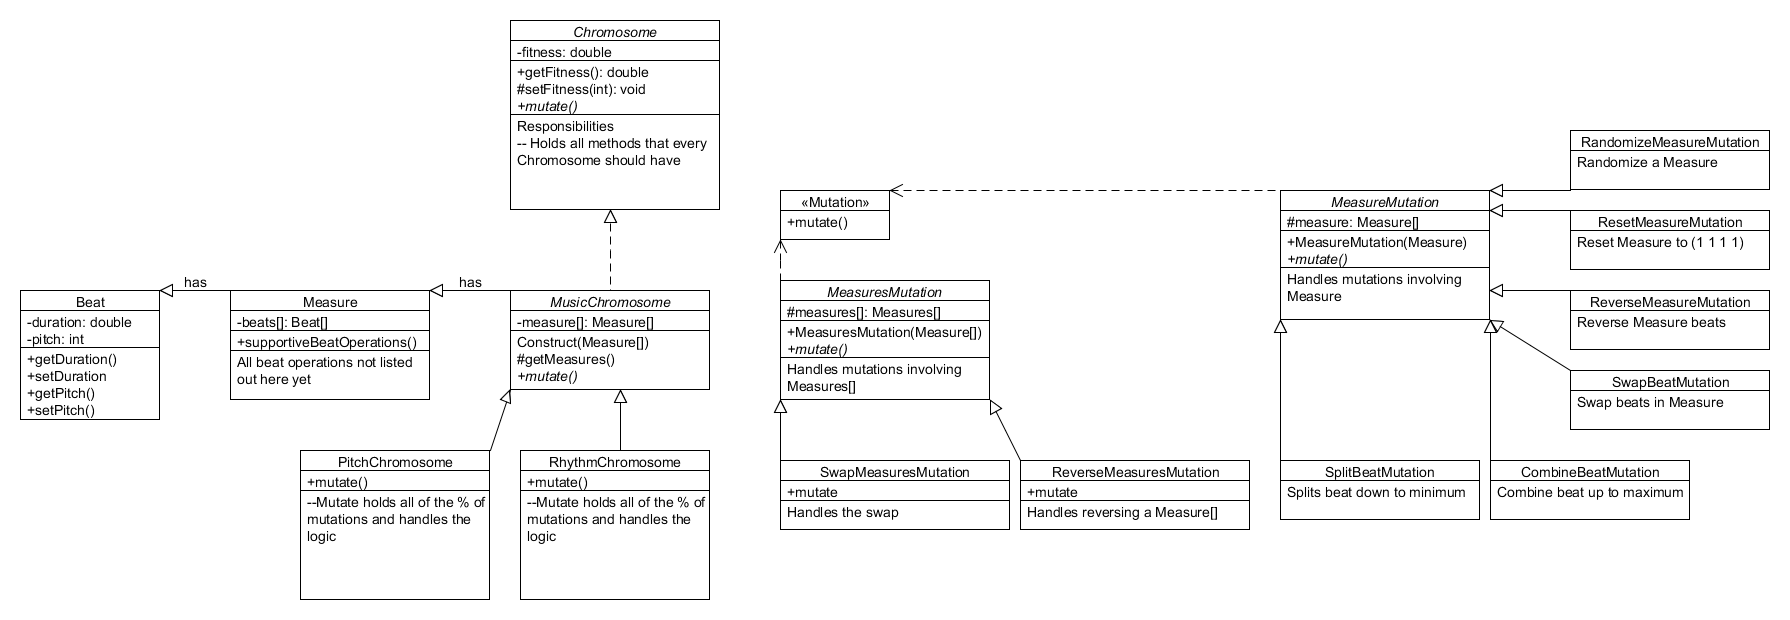 Chromosome
-fitness: double
+getFitness(): double
#setFitness(int): void
+mutate()
Responsibilities
-- Holds all methods that every
Chromosome should have
has
has
Beat
-duration: double
-pitch: int
+getDuration()
+setDuration
+getPitch()
+setPitch()
Measure
-beats[]: Beat[]
+supportiveBeatOperations()
All beat operations not listed
out here yet
MusicChromosome
-measure[]: Measure[]
Construct(Measure[])
#getMeasures()
+mutate()
PitchChromosome
+mutate()
--Mutate holds all of the % of
mutations and handles the
logic
RhythmChromosome
+mutate()
--Mutate holds all of the % of
mutations and handles the
logic
«Mutation»
+mutate()
MeasuresMutation
#measures[]: Measures[]
+MeasuresMutation(Measure[])
+mutate()
Handles mutations involving
Measures[]
SwapMeasuresMutation
+mutate
Handles the swap
ReverseMeasuresMutation
+mutate
Handles reversing a Measure[]
MeasureMutation
#measure: Measure[]
+MeasureMutation(Measure)
+mutate()
Handles mutations involving
Measure
RandomizeMeasureMutation
Randomize a Measure
ResetMeasureMutation
Reset Measure to (1 1 1 1)
ReverseMeasureMutation
Reverse Measure beats
SwapBeatMutation
Swap beats in Measure
SplitBeatMutation
Splits beat down to minimum
CombineBeatMutation
Combine beat up to maximum